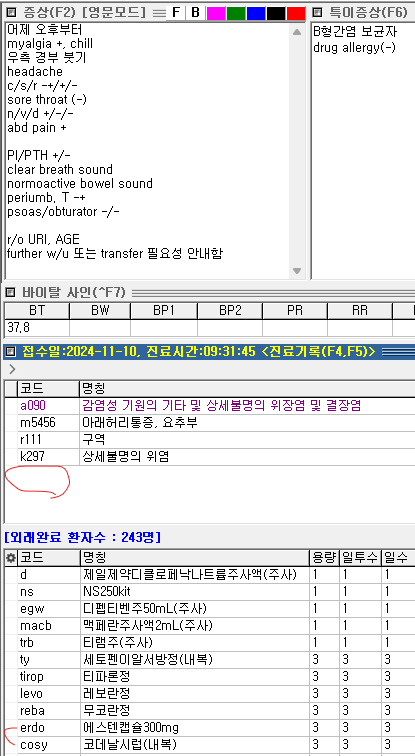 증상(F2) [영문모드] F B 특이증상(F6)
어제 오후부터
myalgia +, chill
우측 경부 붓기
headache
c/s/r -+/+/-
sore throat (-)
n/v/d +/-/-
abd pain +
PI/PTH +/-
clear breath sound
normoactive bowel sound
periumb, T -+
psoas/obturator -/-
r/o URI, AGE
further w/u 또는 transfer 필요성 안내함
B형간염 보균자
drug allergy(-)
바이탈 사인(^F7)
BT BW BP1 BP2 PR RR
37,8
접수일:2024-11-10, 진료시간:09:31:45 <진료기록(F4,F5)>
코드 명칭
a090 감염성 기원의 기타 및 상세불명의 위장염 및 결장염
m5456 아래허리통증, 요추부
r111 구역
k297 상세불명의 위염
[외래완료 환자수 : 243명]
코드 명칭 용량 일투수 일수
d 제일제약디클로페낙나트륨주사액(주사) 1 1 1
ns NS250kit 1 1 1
egw 디펩티벤주50mL(주사) 1 1 1
macb 맥페란주사액2mL(주사) 1 1 1
trb 티랩주(주사) 1 1 1
ty 세토펜이알서방정(내복) 3 3 3
tirop 티파론정 3 3 3
levo 레보란정 3 3 3
reba 무코란정 3 3 3
erdo 에스텐캡슐300mg 3 3 3
cosy 코데날시럽(내복) 3 3 3